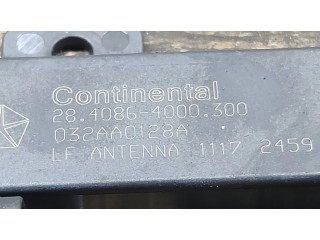 Continental
28.4086-4000.300
032AA0128A
LF ANTENNA 1117 2459